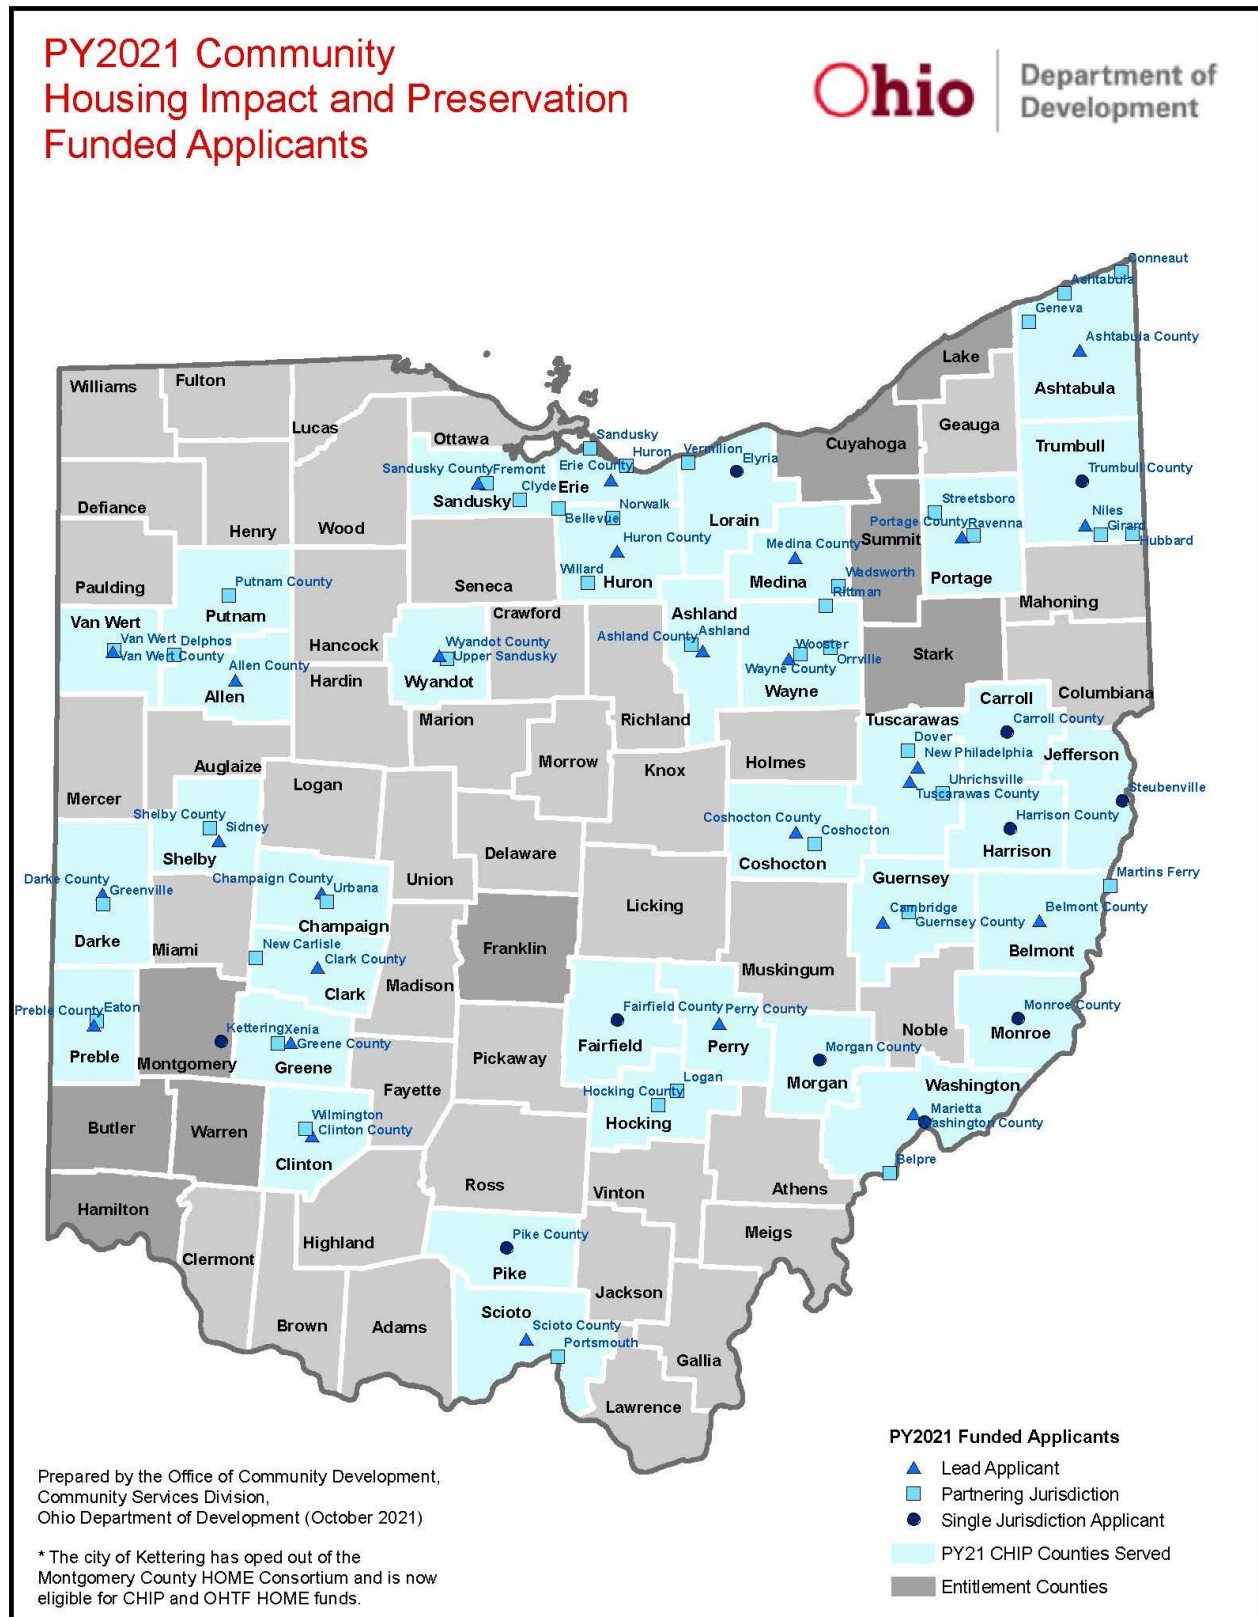 PY2021 Community
Housing Impact and Preservation
Funded Applicants
Ohio
Department of
Development
Conneaut
Ashtabula
Geneva
Ashtabula County
Ashtabula
Lake
Geauga
Cuyahoga
Williams
Fulton
Lucas
Ottawa
Sandusky
Huron
Vermilion
Elyria
Trumbull
Trumbull County
Sandusky County
Fremont
Erie County
Erie
Clyde
Sandusky
Bellevue
Norwalk
Lorain
Streetsboro
Niles
Girard
Hubbard
Defiance
Henry
Wood
Huron County
Medina County
Summit
Portage County
Ravenna
Portage
Paulding
Putnam County
Putnam
Seneca
Willard
Huron
Medina
Wadsworth
Rittman
Mahoning
Van Wert
Van Wert
Van Wert County
Delphos
Allen County
Allen
Hancock
Hardin
Crawford
Wyandot County
Upper Sandusky
Wyandot
Ashland
Ashland County
Ashland
Wooster
Orrville
Wayne County
Wayne
Stark
Columbiana
Marion
Richland
Tuscarawas
Carroll
Carroll County
Dover
New Philadelphia
Uhrichsville
Tuscarawas County
Jefferson
Steubenville
Auglaize
Mercer
Logan
Morrow
Knox
Holmes
Harrison County
Harrison
Shelby County
Sidney
Shelby
Coshocton County
Coshocton
Coshocton
Delaware
Union
Darke County
Greenville
Darke
Champaign County
Urbana
Champaign
Licking
Guernsey
Cambridge
Guernsey County
Martins Ferry
Belmont County
Belmont
Miami
New Carlisle
Clark County
Clark
Franklin
Madison
Muskingum
Preble County
Eaton
Preble
Kettering
Montgomery
Xenia
Greene County
Greene
Pickaway
Fairfield County
Fairfield
Perry County
Perry
Noble
Monroe County
Monroe
Morgan County
Morgan
Fayette
Logan
Hocking County
Hocking
Washington
Marietta
Washington County
Belpre
Butler
Warren
Wilmington
Clinton County
Clinton
Ross
Vinton
Athens
Meigs
Hamilton
Clermont
Highland
Pike County
Pike
Jackson
Brown
Adams
Scioto
Scioto County
Portsmouth
Gallia
Lawrence
PY2021 Funded Applicants
Lead Applicant
Partnering Jurisdiction
Single Jurisdiction Applicant
PY21 CHIP Counties Served
Entitlement Counties
Prepared by the Office of Community Development,
Community Services Division,
Ohio Department of Development (October 2021)
* The city of Kettering has oped out of the
Montgomery County HOME Consortium and is now
eligible for CHIP and OHTF HOME funds.